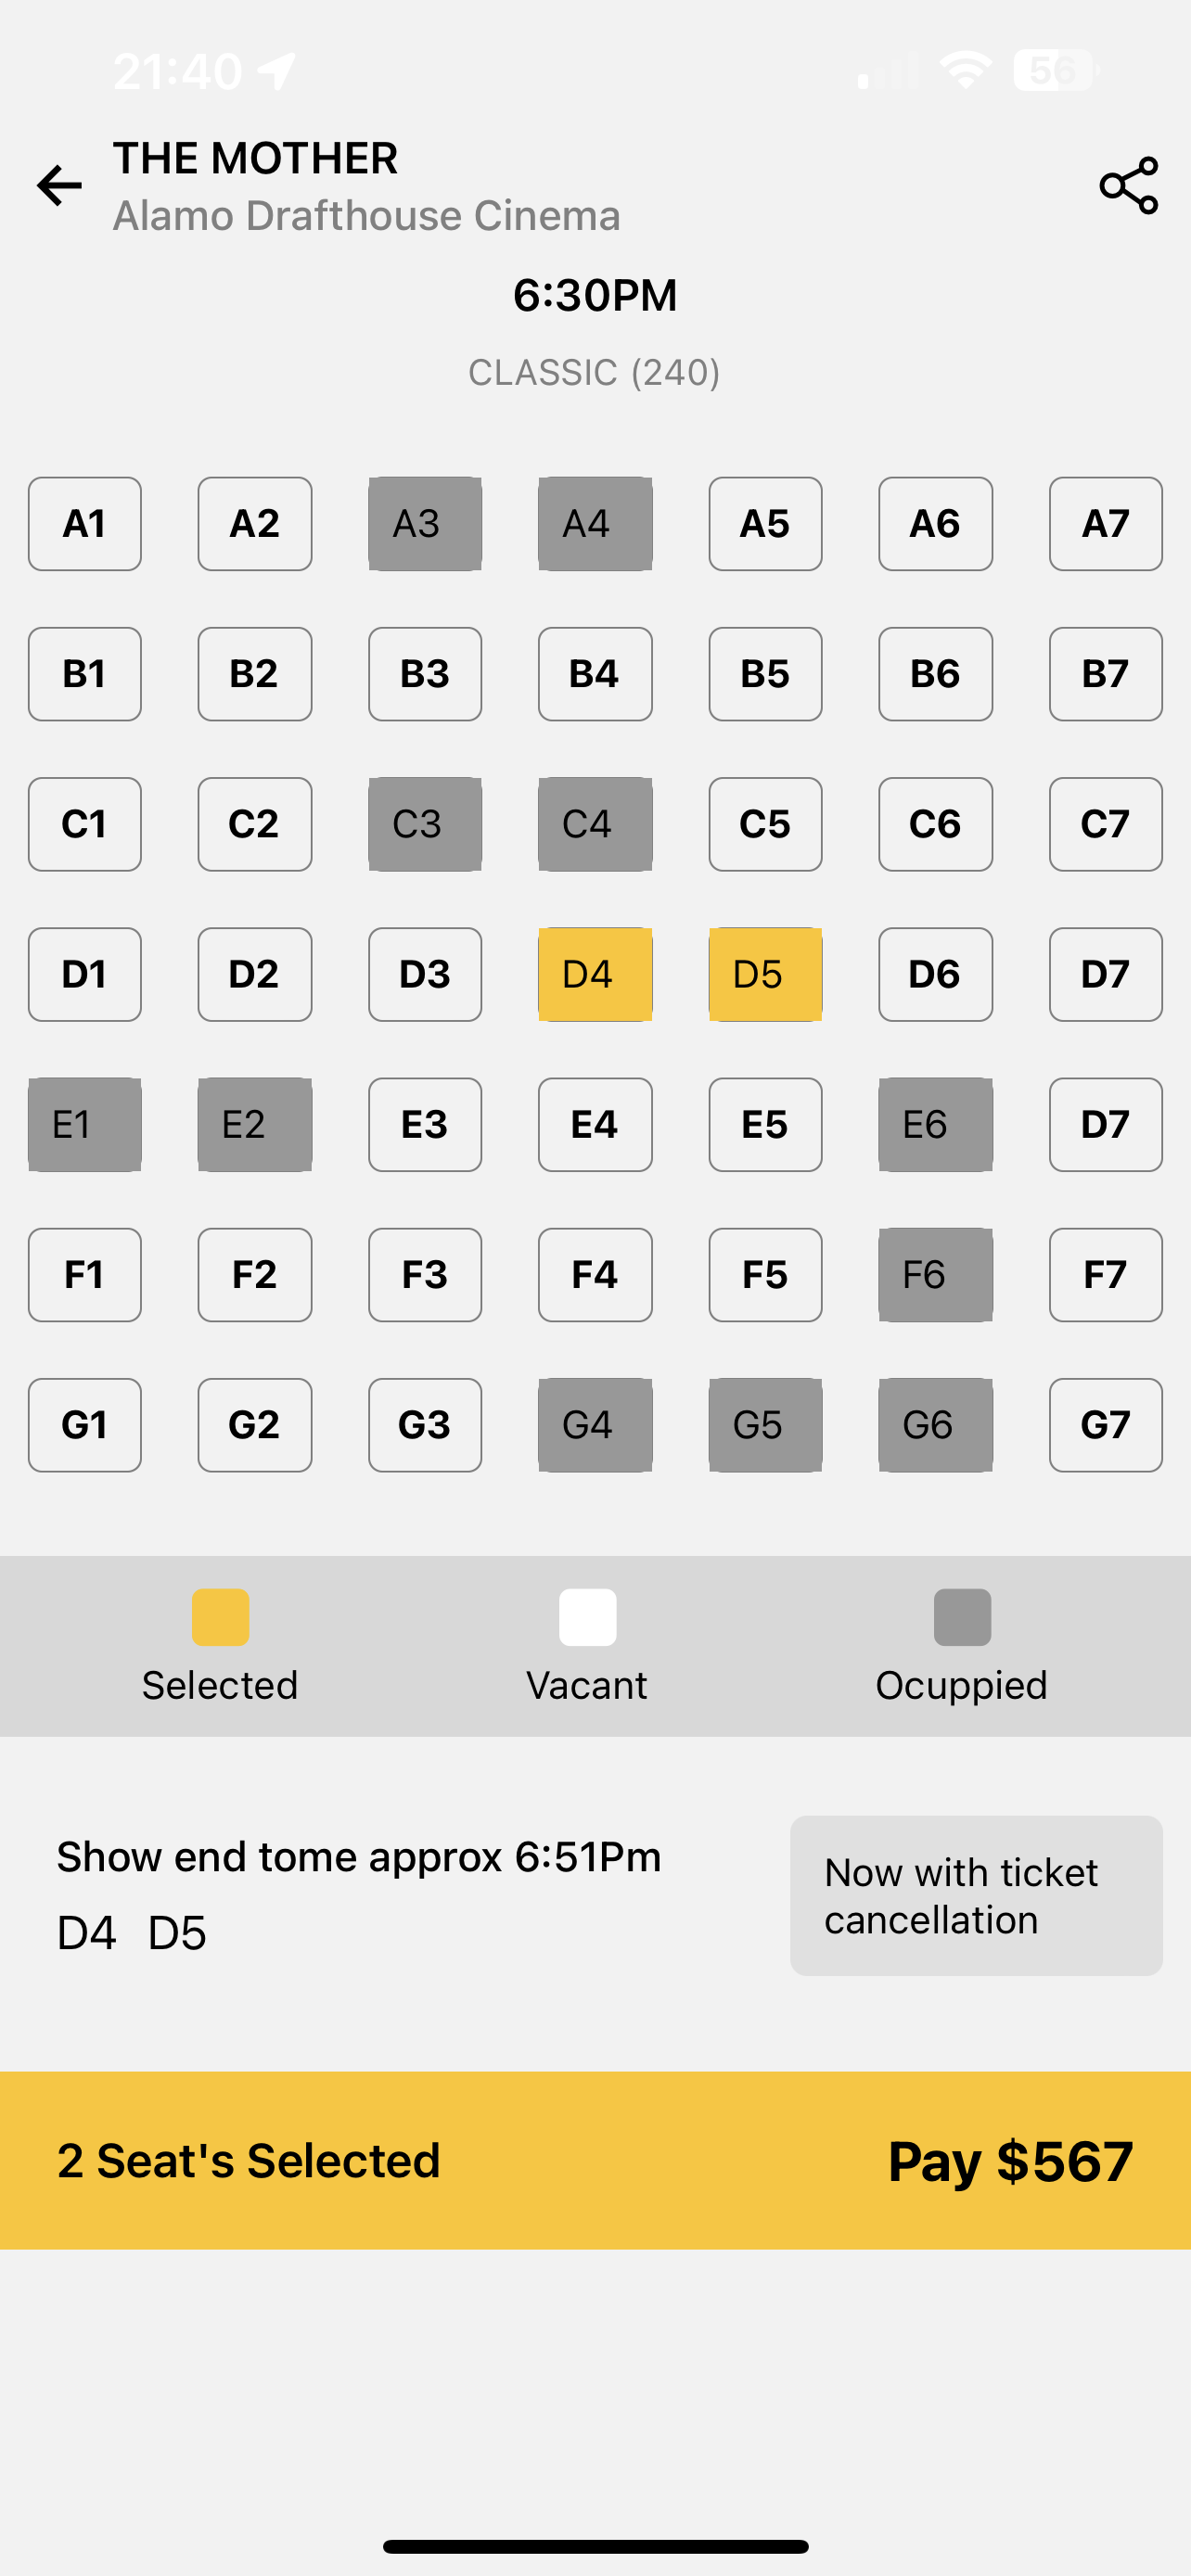 21:40
56
THE MOTHER
Alamo Drafthouse Cinema
6:30PM
CLASSIC (240)
A1 A2 A3 A4 A5 A6 A7
B1 B2 B3 B4 B5 B6 B7
C1 C2 C3 C4 C5 C6 C7
D1 D2 D3 D4 D5 D6 D7
E1 E2 E3 E4 E5 E6 D7
F1 F2 F3 F4 F5 F6 F7
G1 G2 G3 G4 G5 G6 G7
Selected Vacant Ocuppied
Show end tome approx 6:51Pm
D4 D5
Now with ticket
cancellation
2 Seat's Selected
Pay $567